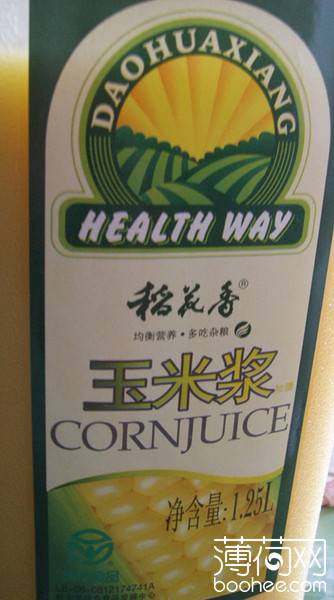 DAOHUAXIANG
HEALTH WAY
稻花香®
均衡营养·多吃杂粮
玉米浆
CORNJUICE
净含量:1.25L
薄荷网
boohee.com